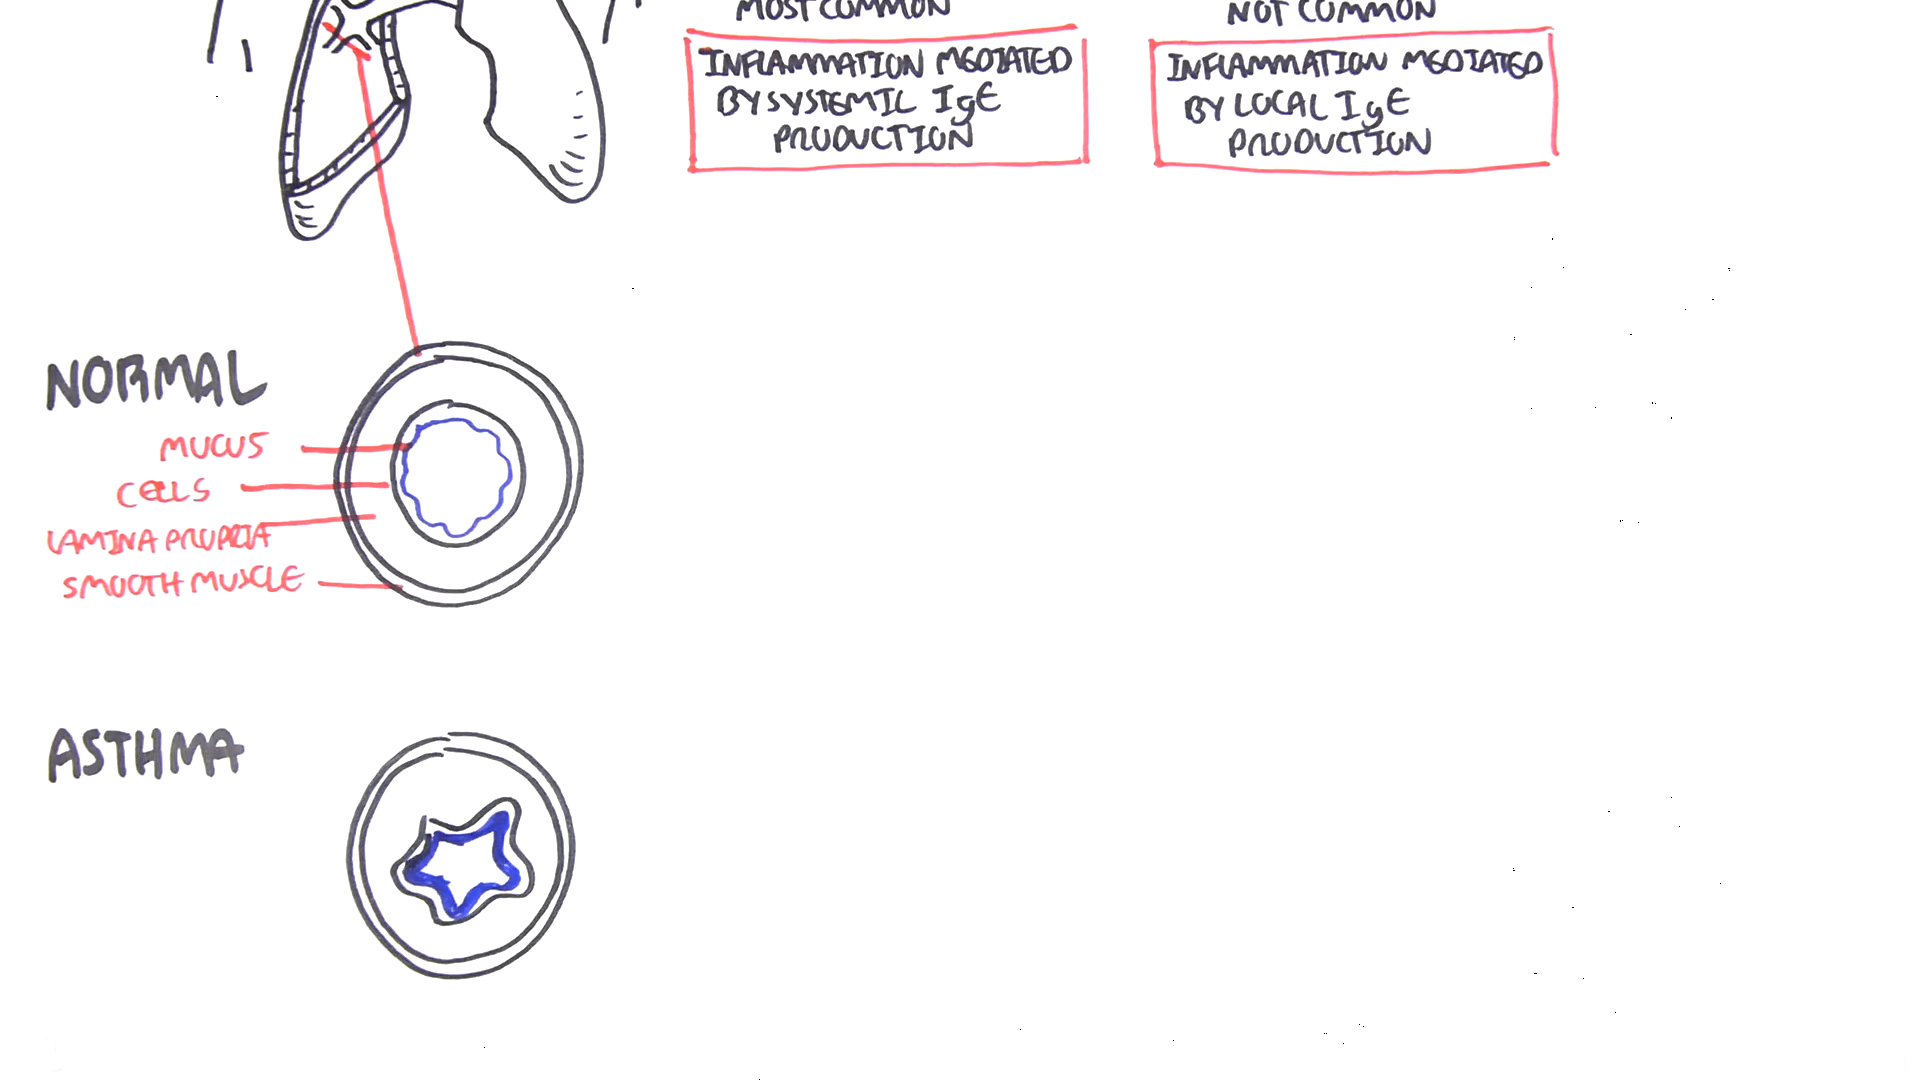 MOST COMMON
NOT COMMON
INFLAMMATION MEDIATED
BY SYSTEMIC IgE
PRODUCTION
INFLAMMATION MEDIATED
BY LOCAL IgE
PRODUCTION
NORMAL
MUCUS
CELLS
LAMINA PROPRIA
SMOOTH MUSCLE
ASTHMA